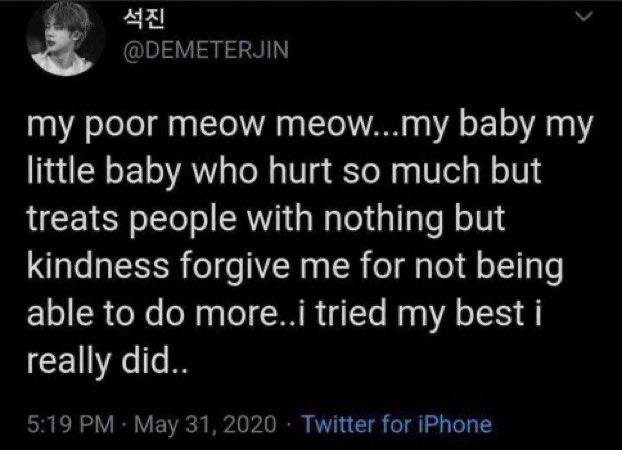 석진
@DEMETERJIN
my poor meow meow...my baby my
little baby who hurt so much but
treats people with nothing but
kindness forgive me for not being
able to do more..i tried my best i
really did..
5:19 PM · May 31, 2020 · Twitter for iPhone